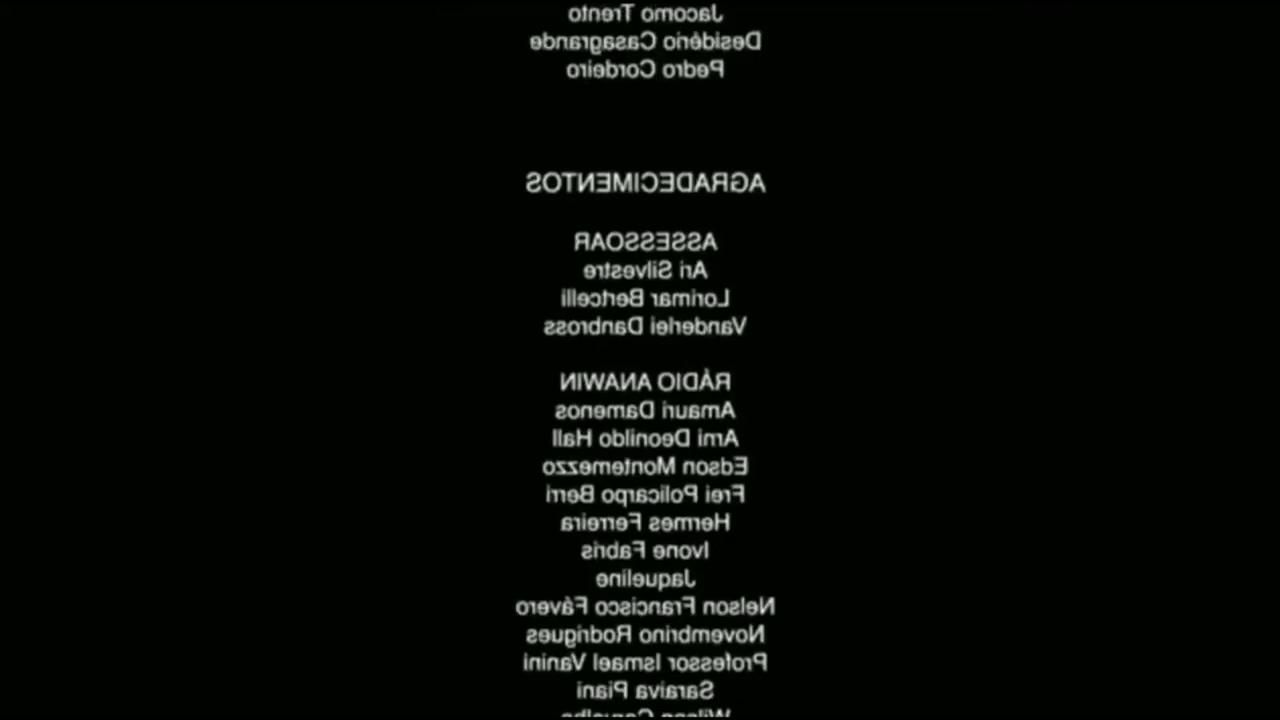 Jacomo Trento
Desidério Casagrande
Pedro Cordeiro
AGRADECIMENTOS
ASSESSOAR
Ari Silvestre
Lorimar Bertcelli
Vanderlei Danbross
RÁDIO ANAWIN
Amauri Damenos
Arni Deonildo Hall
Edson Montemezzo
Frei Policarpo Berri
Hermes Ferreira
Ivone Fabris
Jaqueline
Nelson Francisco Fávero
Novembrino Rodrigues
Professor Ismael Vanini
Saraiva Piani
Wilson Carvalho